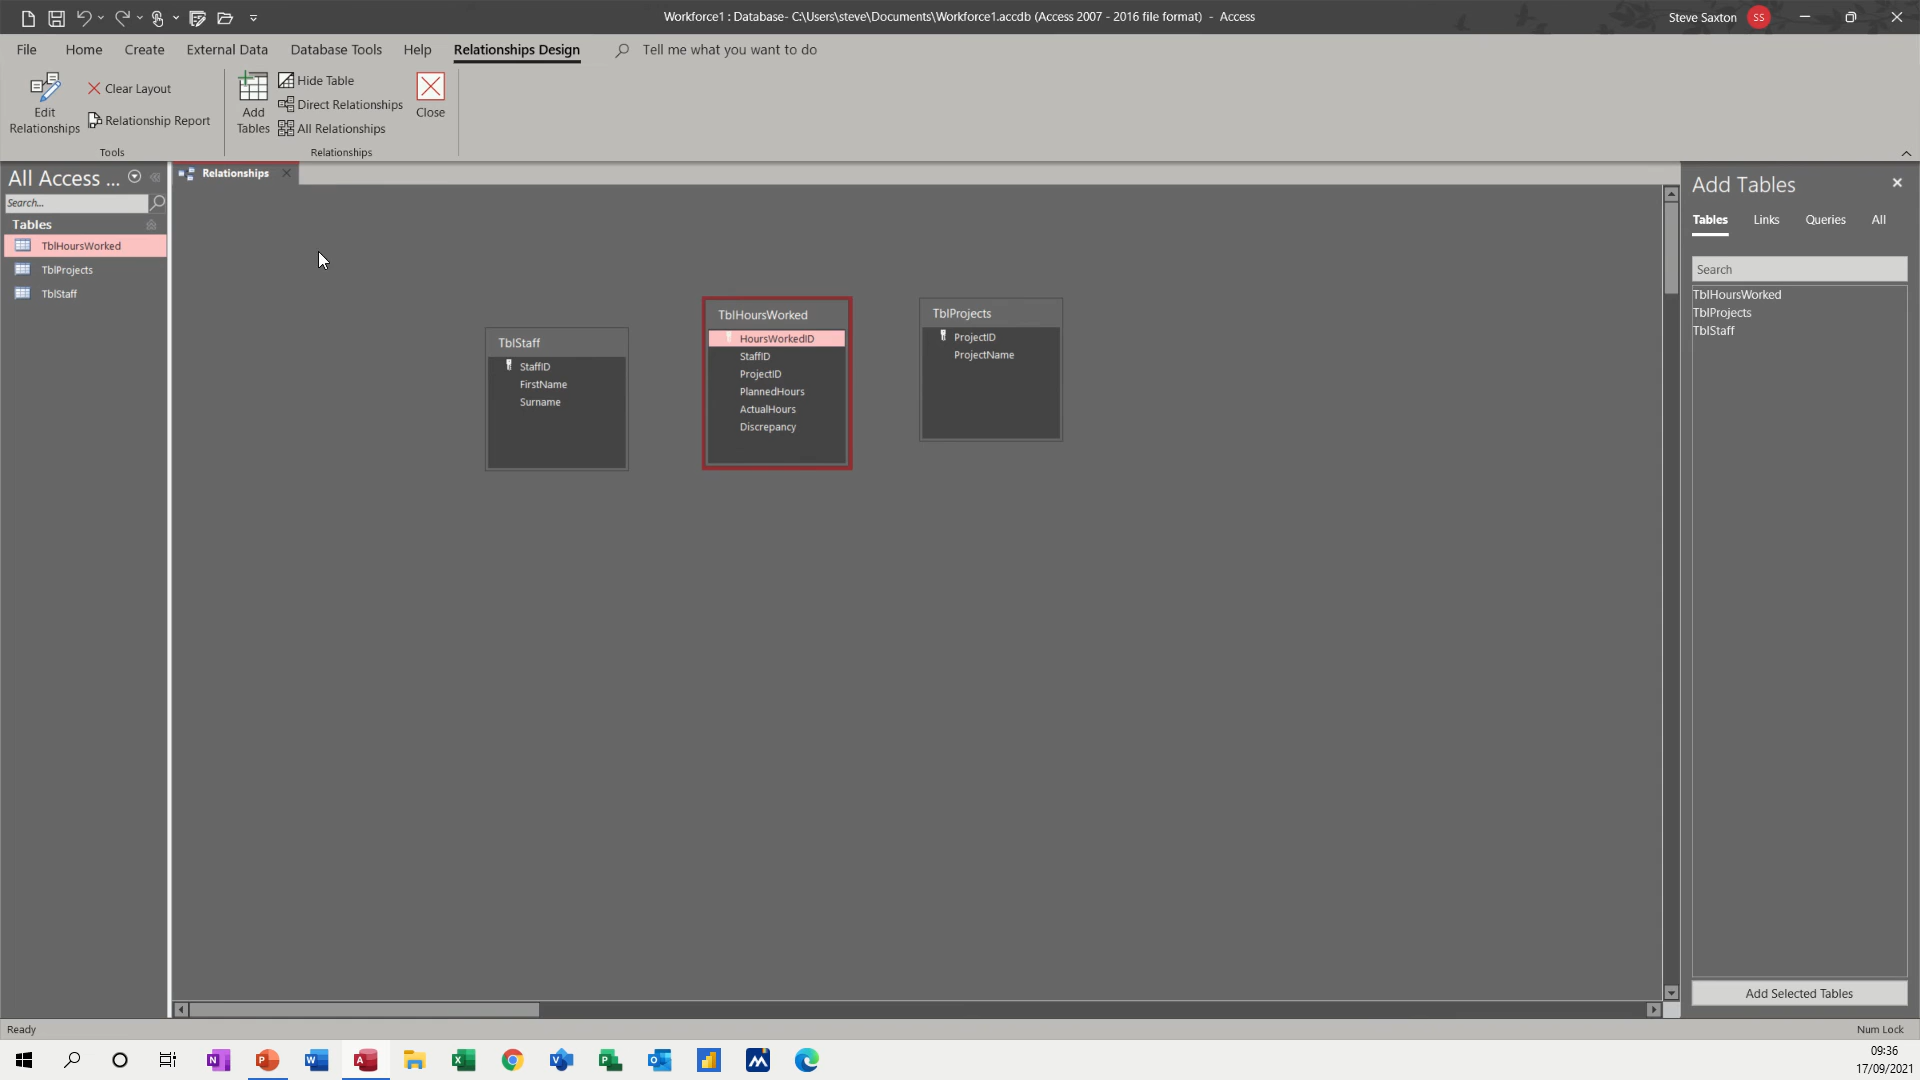 Workforce1 : Database- C:\Users\steve\Documents\Workforce1.accdb (Access 2007 - 2016 file format) - Access
Steve Saxton
SS
File
Home
Create
External Data
Database Tools
Help
Relationships Design
Tell me what you want to do
Edit
Relationships
Clear Layout
Relationship Report
Tools
Add
Tables
Hide Table
Direct Relationships
All Relationships
Close
Relationships
All Access ...
Search...
Tables
TblHoursWorked
TblProjects
TblStaff
Relationships
TblStaff
StaffID
FirstName
Surname
TblHoursWorked
HoursWorkedID
StaffID
ProjectID
PlannedHours
ActualHours
Discrepancy
TblProjects
ProjectID
ProjectName
Add Tables
Tables
Links
Queries
All
Search
TblHoursWorked
TblProjects
TblStaff
Add Selected Tables
Ready
Num Lock
09:36
17/09/2021